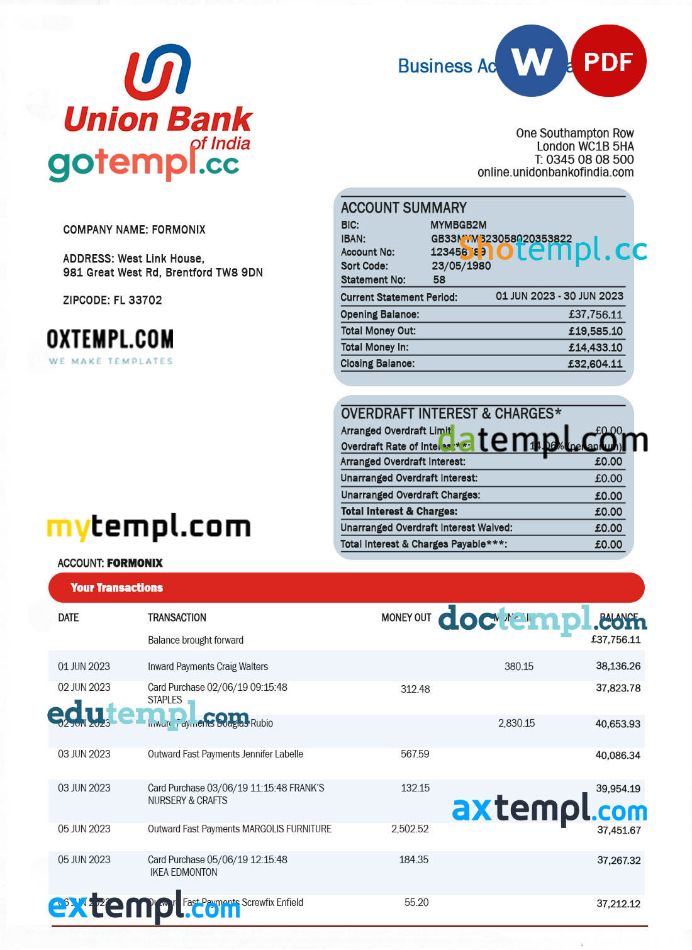 Business Ac
W
PDF
Union Bank
of India
gotempl.cc
One Southampton Row
London WC1B 5HA
T: 0345 08 08 500
online.unidonbankofindia.com
COMPANY NAME: FORMONIX
ADDRESS: West Link House,
981 Great West Rd, Brentford TW8 9DN
ZIPCODE: FL 33702
OXTEMPL.COM
WE MAKE TEMPLATES
ACCOUNT SUMMARY
BIC: MYMBGB2M
IBAN: GB33MYMB23058020353822
Shotempl.cc
Account No: 123456789
Sort Code: 23/05/1980
Statement No: 58
Current Statement Period: 01 JUN 2023 - 30 JUN 2023
Opening Balance: £37,756.11
Total Money Out: £19,585.10
Total Money In: £14,433.10
Closing Balance: £32,604.11
OVERDRAFT INTEREST & CHARGES*
Arranged Overdraft Limit £0.00
datempl.com
Overdraft Rate of Interest**: (per annum)
Arranged Overdraft Interest: £0.00
Unarranged Overdraft Interest: £0.00
Unarranged Overdraft Charges: £0.00
Total Interest & Charges: £0.00
Unarranged Overdraft Interest Waived: £0.00
Total Interest & Charges Payable***: £0.00
mytempl.com
ACCOUNT: FORMONIX
Your Transactions
DATE TRANSACTION MONEY OUT MONEY IN BALANCE
doctempl.com
Balance brought forward £37,756.11
01 JUN 2023 Inward Payments Craig Walters 380.15 38,136.26
02 JUN 2023 Card Purchase 02/06/19 09:15:48 312.48 37,823.78
STAPLES
edutempl.com
02 JUN 2023 Inward Payments Douglas Rubio 2,830.15 40,653.93
03 JUN 2023 Outward Fast Payments Jennifer Labelle 567.59 40,086.34
03 JUN 2023 Card Purchase 03/06/19 11:15:48 FRANK'S 132.15 39,954.19
NURSERY & CRAFTS
axtempl.com
05 JUN 2023 Outward Fast Payments MARGOLIS FURNITURE 2,502.52 37,451.67
05 JUN 2023 Card Purchase 05/06/19 12:15:48 184.35 37,267.32
IKEA EDMONTON
06 JUN 2023 Outward Fast Payments Screwfix Enfield 55.20 37,212.12
extempl.com